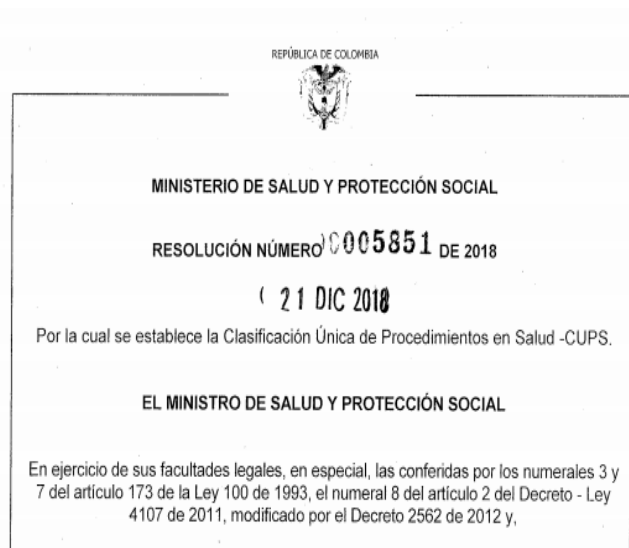 REPÚBLICA DE COLOMBIA
MINISTERIO DE SALUD Y PROTECCIÓN SOCIAL
RESOLUCIÓN NÚMERO 005851 DE 2018
( 21 DIC 2018
Por la cual se establece la Clasificación Única de Procedimientos en Salud -CUPS.
EL MINISTRO DE SALUD Y PROTECCIÓN SOCIAL
En ejercicio de sus facultades legales, en especial, las conferidas por los numerales 3 y
7 del artículo 173 de la Ley 100 de 1993, el numeral 8 del artículo 2 del Decreto - Ley
4107 de 2011, modificado por el Decreto 2562 de 2012 y,